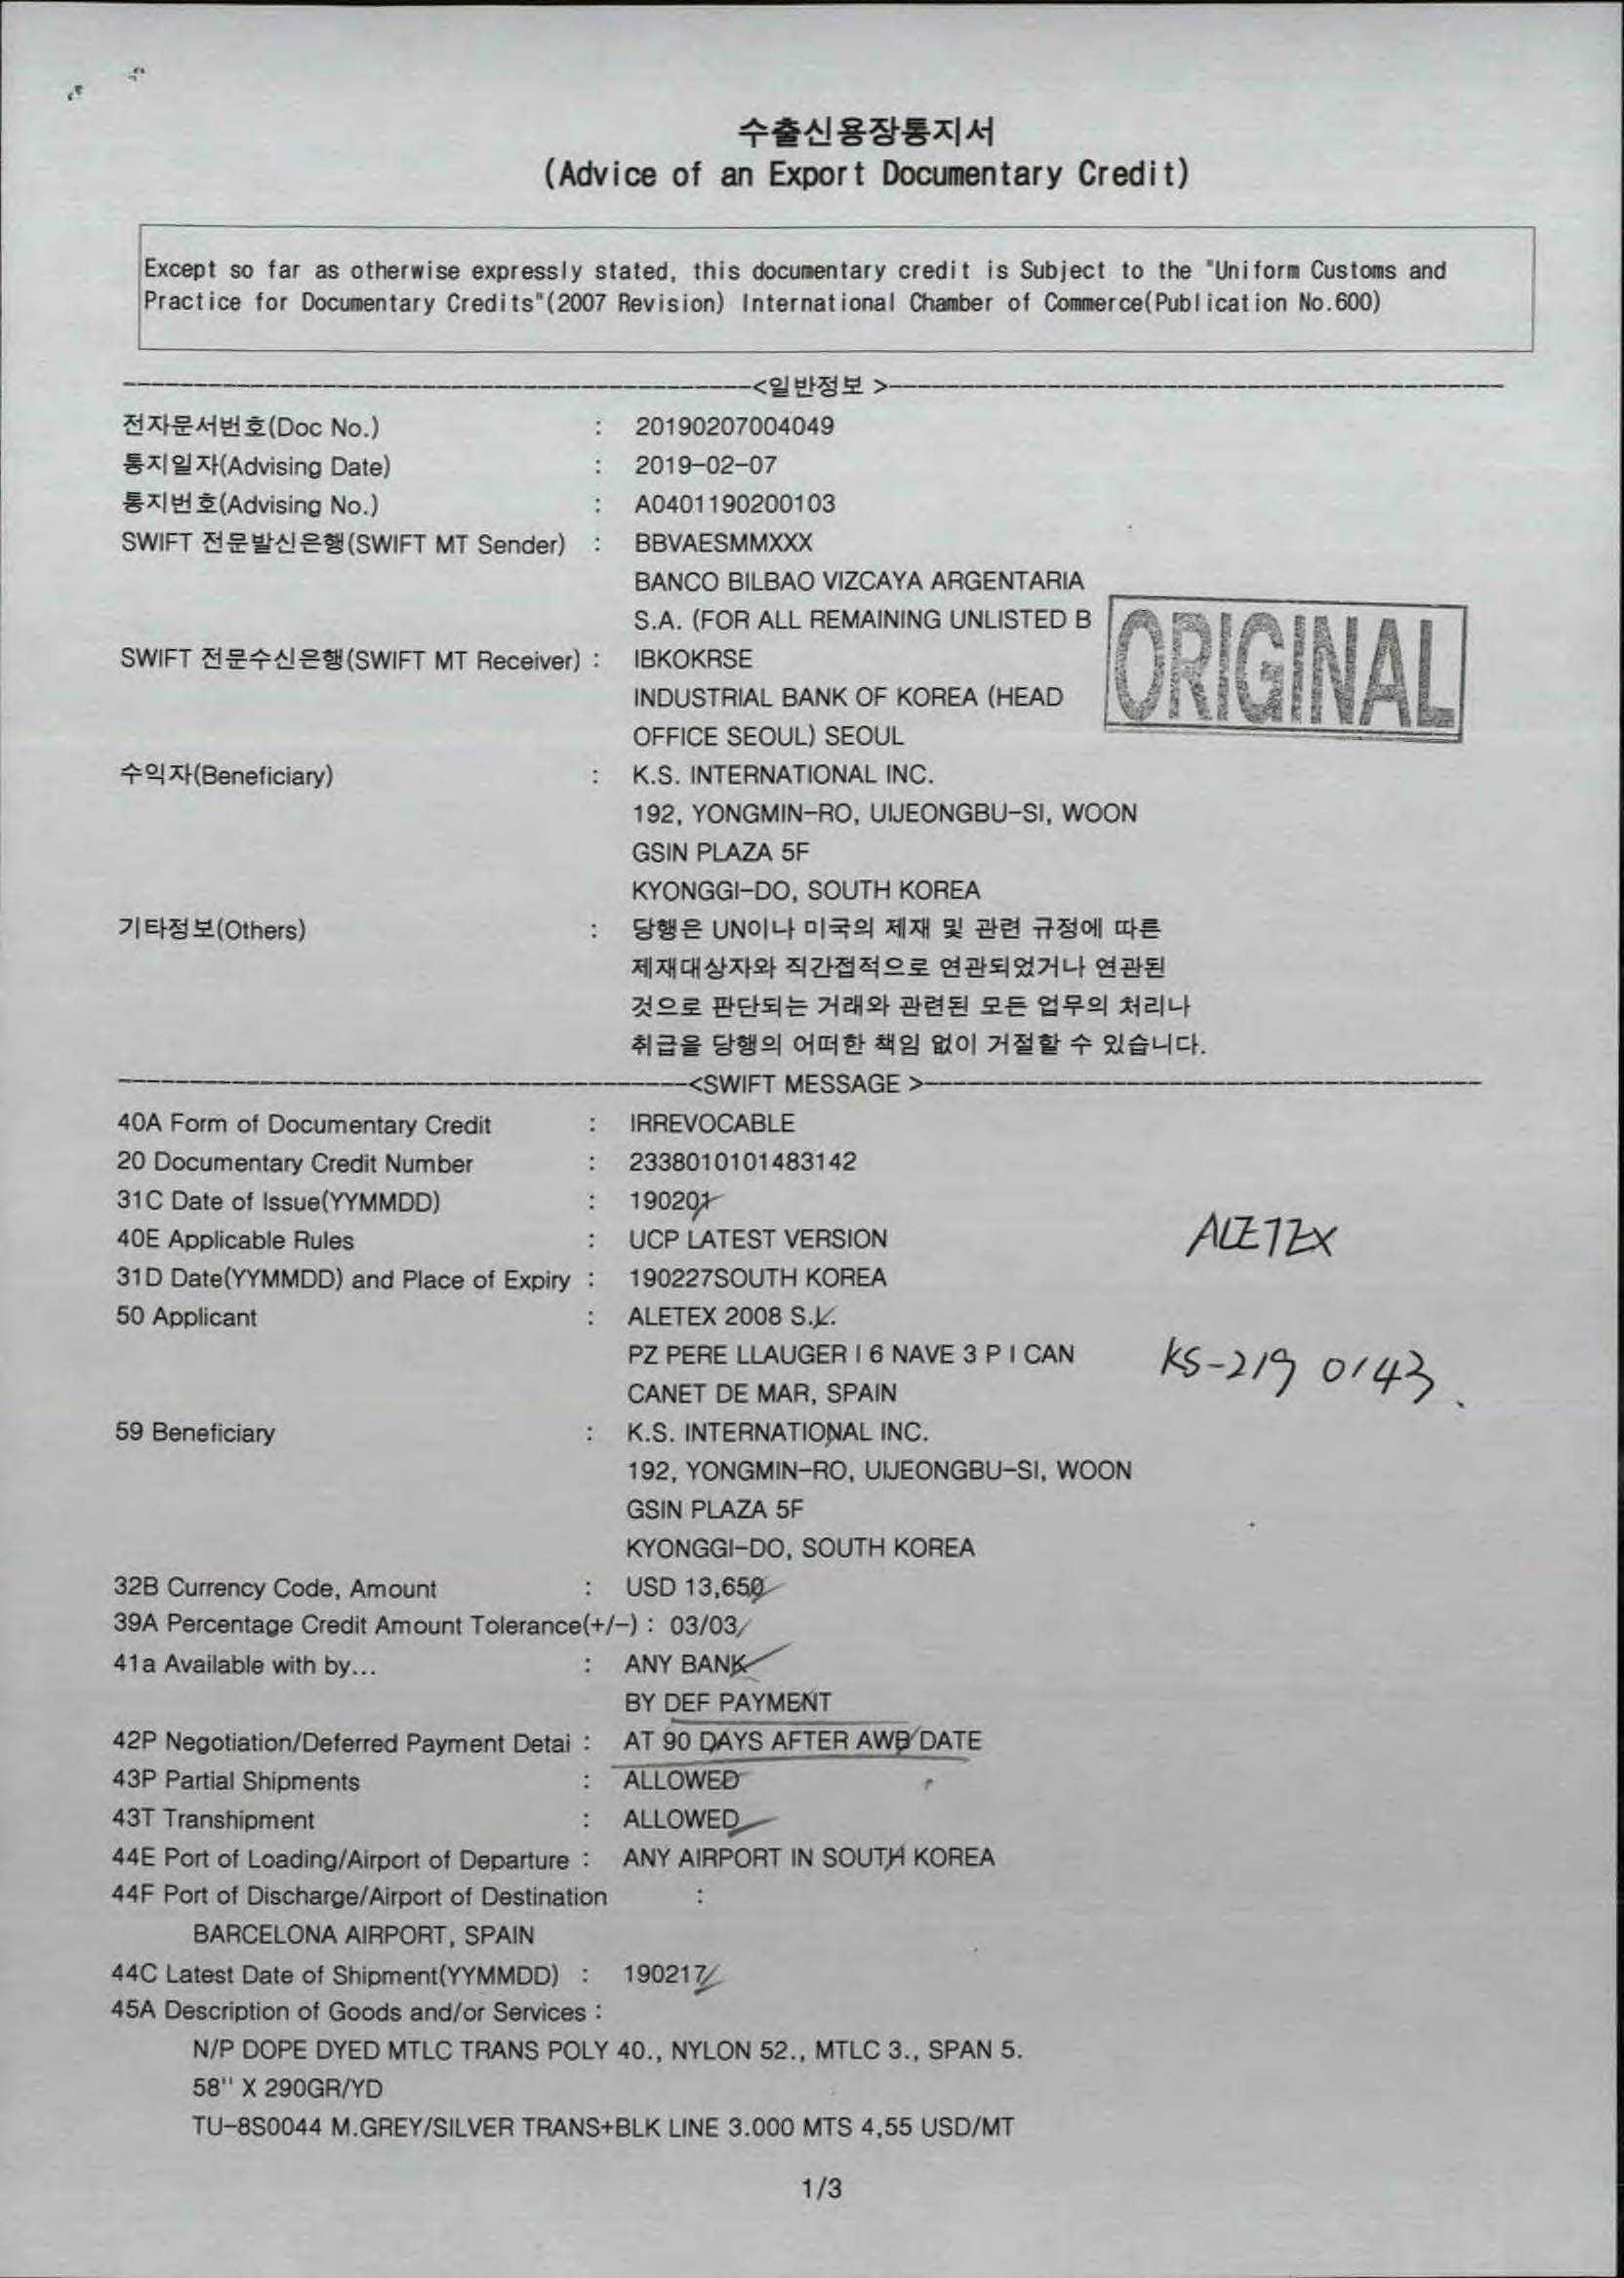 수출신용장통지서
(Advice of an Export Documentary Credit)
Except so far as otherwise expressly stated, this documentary credit is Subject to the "Uniform Customs and
Practice for Documentary Credits"(2007 Revision) International Chamber of Commerce(Publication No.600)
<일반정보 >
전자문서번호(Doc No.) : 20190207004049
통지일자(Advising Date) : 2019-02-07
통지번호(Advising No.) : A0401190200103
SWIFT 전문발신은행(SWIFT MT Sender) : BBVAESMMXXX
BANCO BILBAO VIZCAYA ARGENTARIA
S.A. (FOR ALL REMAINING UNLISTED B
ORIGINAL
SWIFT 전문수신은행(SWIFT MT Receiver) : IBKOKRSE
INDUSTRIAL BANK OF KOREA (HEAD
OFFICE SEOUL) SEOUL
수익자(Beneficiary) : K.S. INTERNATIONAL INC.
192, YONGMIN-RO, UIJEONGBU-SI, WOON
GSIN PLAZA 5F
KYONGGI-DO, SOUTH KOREA
기타정보(Others) : 당행은 UN이나 미국의 제재 및 관련 규정에 따른
제재대상자와 직간접적으로 연관되었거나 연관된
것으로 판단되는 거래와 관련된 모든 업무의 처리나
취급을 당행의 어떠한 책임 없이 거절할 수 있습니다.
<SWIFT MESSAGE >
40A Form of Documentary Credit : IRREVOCABLE
20 Documentary Credit Number : 2338010101483142
31C Date of Issue(YYMMDD) : 190201
40E Applicable Rules : UCP LATEST VERSION
ALETEX
31D Date(YYMMDD) and Place of Expiry : 190227SOUTH KOREA
50 Applicant : ALETEX 2008 S.L.
PZ PERE LLAUGER I 6 NAVE 3 P I CAN
KS-219 0143.
CANET DE MAR, SPAIN
59 Beneficiary : K.S. INTERNATIONAL INC.
192, YONGMIN-RO, UIJEONGBU-SI, WOON
GSIN PLAZA 5F
KYONGGI-DO, SOUTH KOREA
32B Currency Code, Amount : USD 13,650
39A Percentage Credit Amount Tolerance(+/-) : 03/03
41a Available with by... : ANY BANK
BY DEF PAYMENT
42P Negotiation/Deferred Payment Detai : AT 90 DAYS AFTER AWB DATE
43P Partial Shipments : ALLOWED
43T Transhipment : ALLOWED
44E Port of Loading/Airport of Departure : ANY AIRPORT IN SOUTH KOREA
44F Port of Discharge/Airport of Destination :
BARCELONA AIRPORT, SPAIN
44C Latest Date of Shipment(YYMMDD) : 190217
45A Description of Goods and/or Services :
N/P DOPE DYED MTLC TRANS POLY 40., NYLON 52., MTLC 3., SPAN 5.
58'' X 290GR/YD
TU-8S0044 M.GREY/SILVER TRANS+BLK LINE 3.000 MTS 4,55 USD/MT
1/3